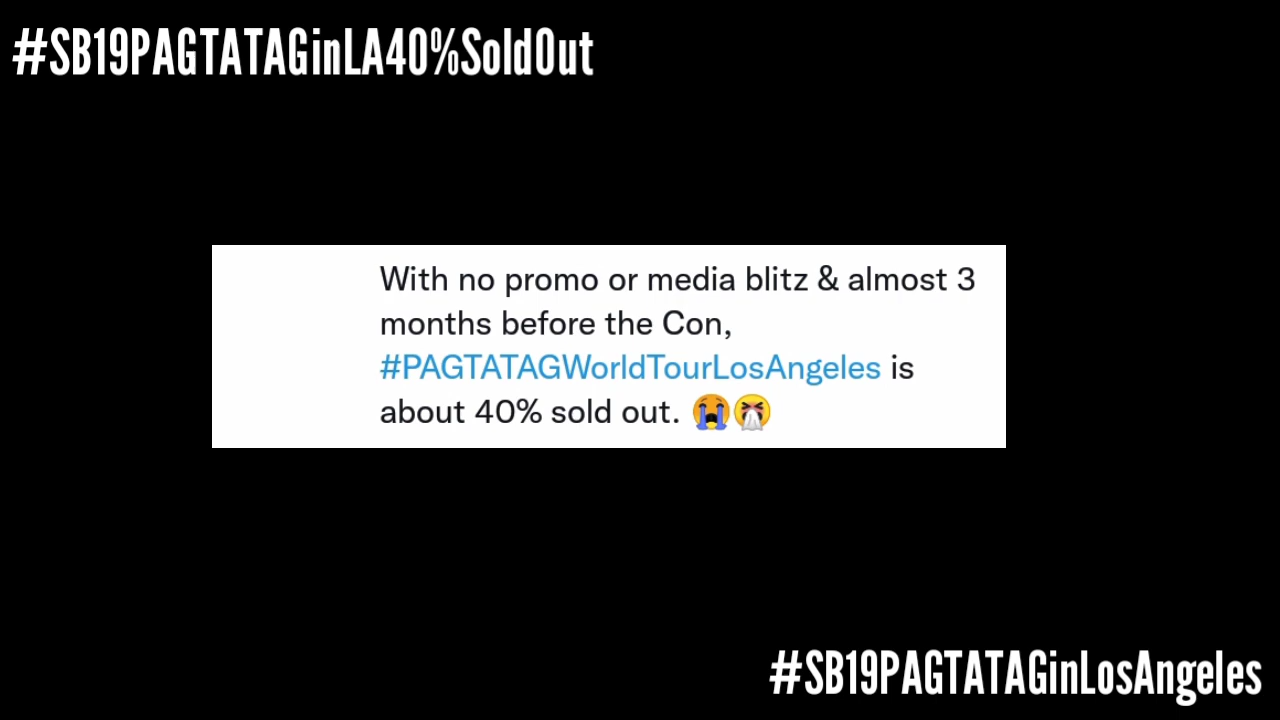 #SB19PAGTATAGinLA40%SoldOut
With no promo or media blitz & almost 3
months before the Con,
#PAGTATAGWorldTourLosAngeles is
about 40% sold out. 😭🤧
#SB19PAGTATAGinLosAngeles